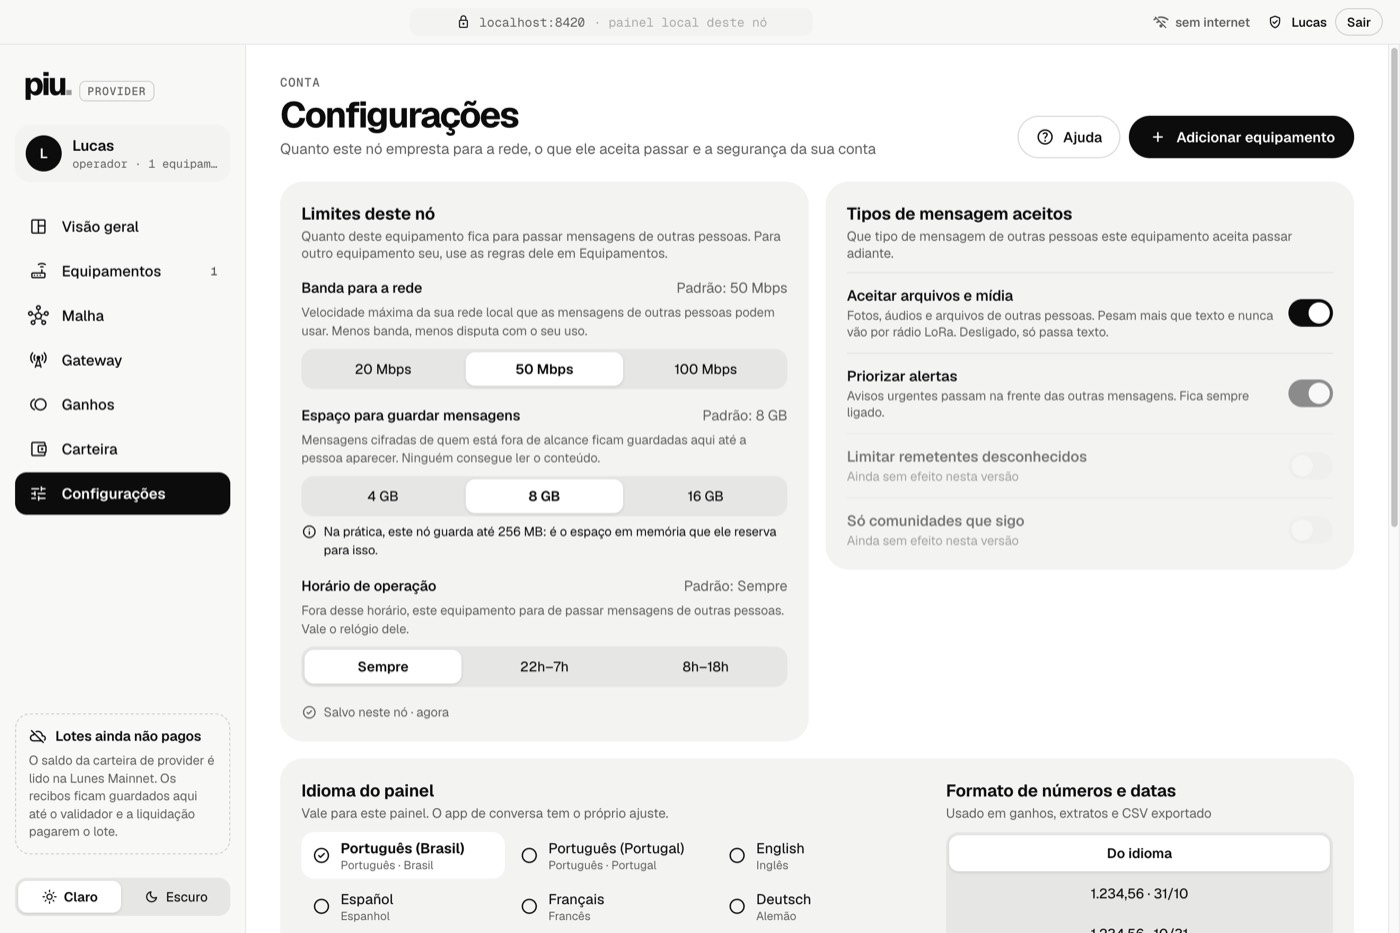 localhost:8420 · painel local deste nó
sem internet
Lucas
Sair
piu.
PROVIDER
L
Lucas
operador · 1 equipam…
Visão geral
Equipamentos 1
Malha
Gateway
Ganhos
Carteira
Configurações
Lotes ainda não pagos
O saldo da carteira de provider é
lido na Lunes Mainnet. Os
recibos ficam guardados aqui
até o validador e a liquidação
pagarem o lote.
Claro
Escuro
CONTA
Configurações
Quanto este nó empresta para a rede, o que ele aceita passar e a segurança da sua conta
Ajuda
Adicionar equipamento
Limites deste nó
Quanto deste equipamento fica para passar mensagens de outras pessoas. Para
outro equipamento seu, use as regras dele em Equipamentos.
Banda para a rede
Padrão: 50 Mbps
Velocidade máxima da sua rede local que as mensagens de outras pessoas podem
usar. Menos banda, menos disputa com o seu uso.
20 Mbps
50 Mbps
100 Mbps
Espaço para guardar mensagens
Padrão: 8 GB
Mensagens cifradas de quem está fora de alcance ficam guardadas aqui até a
pessoa aparecer. Ninguém consegue ler o conteúdo.
4 GB
8 GB
16 GB
Na prática, este nó guarda até 256 MB: é o espaço em memória que ele reserva
para isso.
Horário de operação
Padrão: Sempre
Fora desse horário, este equipamento para de passar mensagens de outras pessoas.
Vale o relógio dele.
Sempre
22h–7h
8h–18h
Salvo neste nó · agora
Tipos de mensagem aceitos
Que tipo de mensagem de outras pessoas este equipamento aceita passar
adiante.
Aceitar arquivos e mídia
Fotos, áudios e arquivos de outras pessoas. Pesam mais que texto e nunca
vão por rádio LoRa. Desligado, só passa texto.
Priorizar alertas
Avisos urgentes passam na frente das outras mensagens. Fica sempre
ligado.
Limitar remetentes desconhecidos
Ainda sem efeito nesta versão
Só comunidades que sigo
Ainda sem efeito nesta versão
Idioma do painel
Vale para este painel. O app de conversa tem o próprio ajuste.
Português (Brasil)
Português · Brasil
Português (Portugal)
Português · Portugal
English
Inglês
Español
Espanhol
Français
Francês
Deutsch
Alemão
Formato de números e datas
Usado em ganhos, extratos e CSV exportado
Do idioma
1.234,56 · 31/10